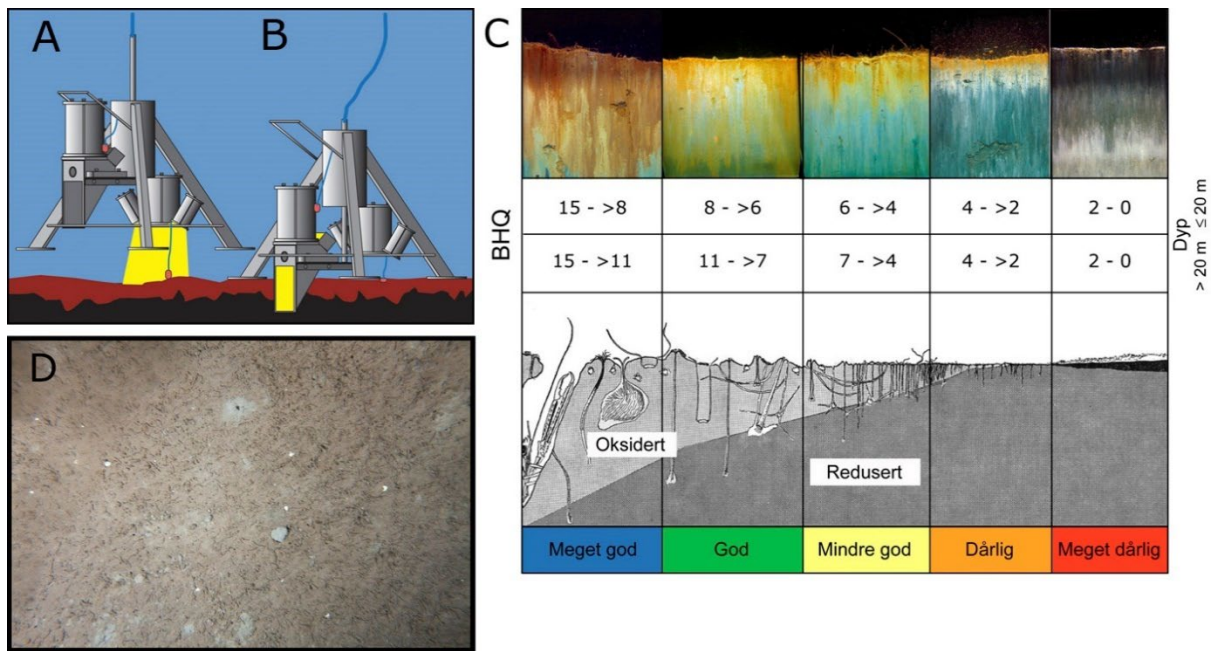 A
B
C
BHQ
15 - >8
8 - >6
6 - >4
4 - >2
2 - 0
15 - >11
11 - >7
7 - >4
4 - >2
2 - 0
Dyp
> 20 m ≤ 20 m
D
Oksidert
Redusert
Meget god
God
Mindre god
Dårlig
Meget dårlig